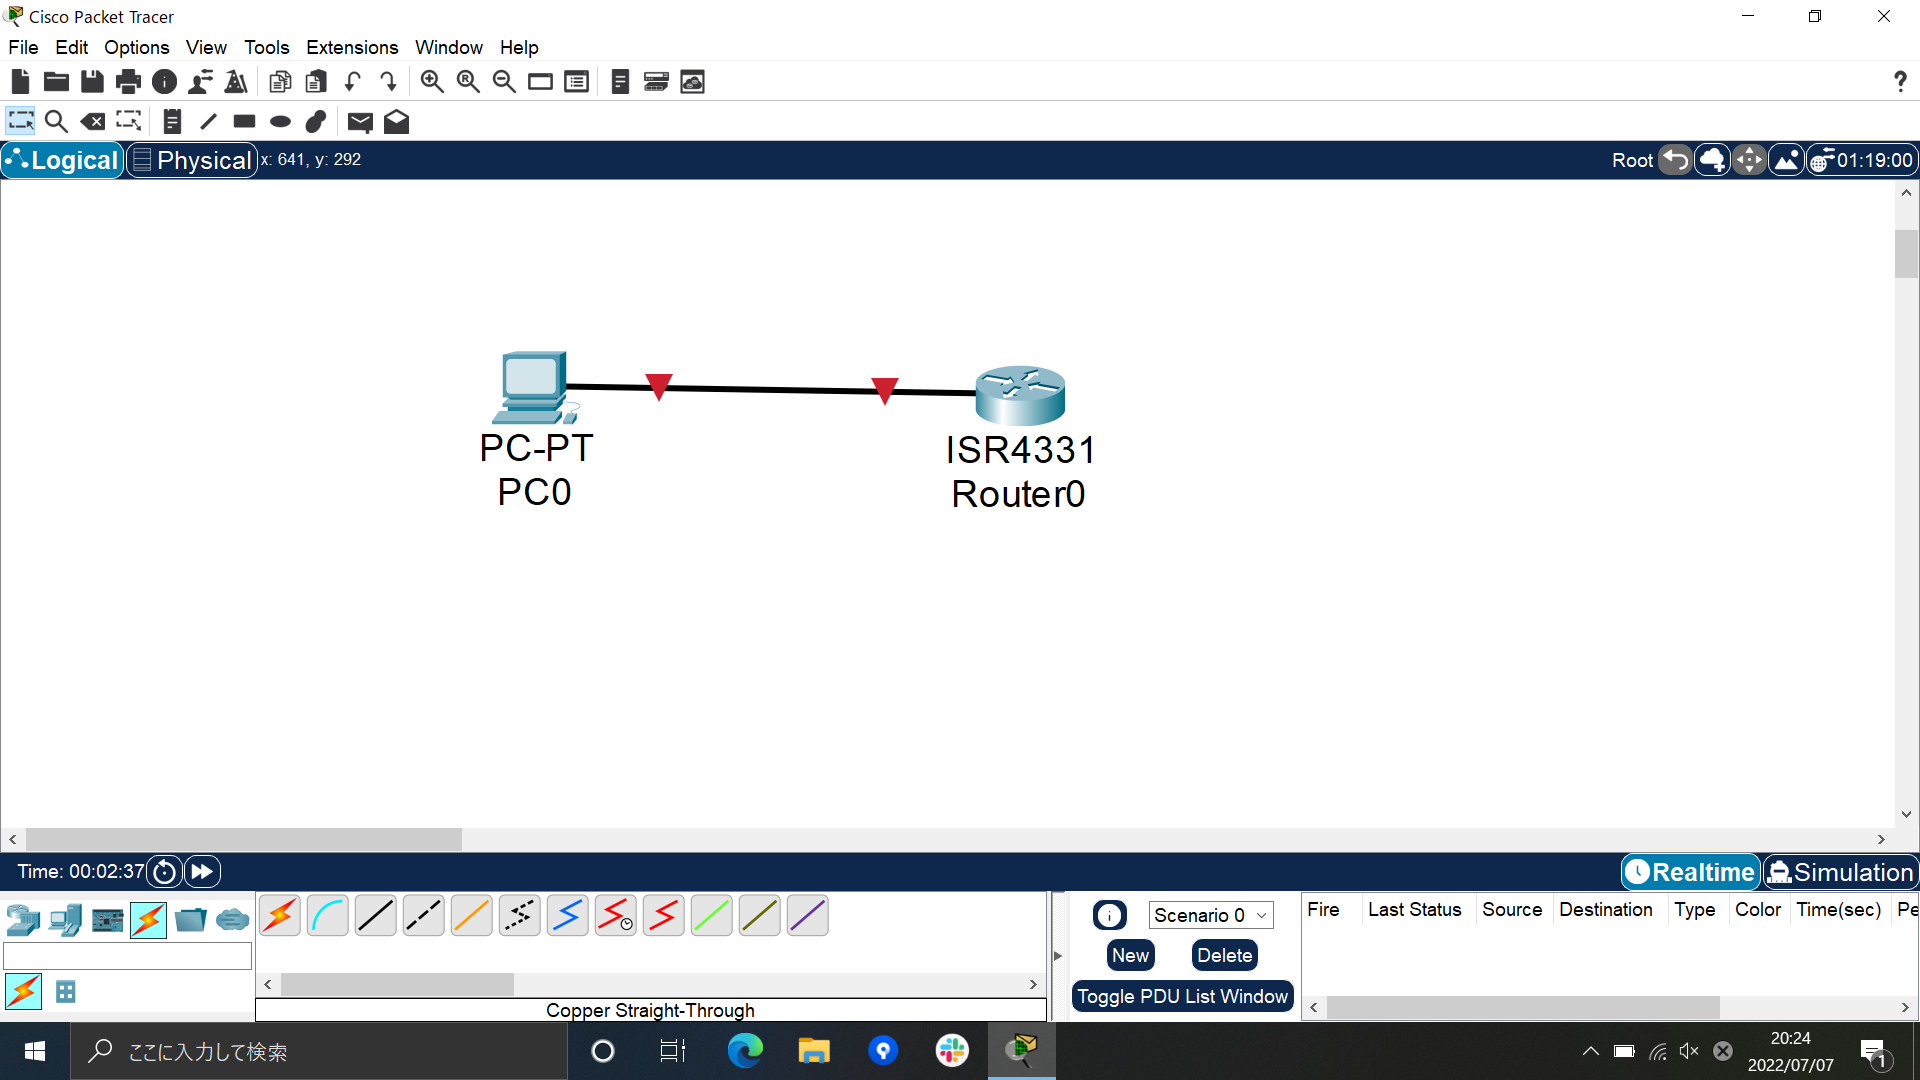 Cisco Packet Tracer
File Edit Options View Tools Extensions Window Help
Logical Physical x: 641, y: 292 Root 01:19:00
PC-PT
PC0
ISR4331
Router0
Time: 00:02:37 Realtime Simulation
Scenario 0
New Delete
Toggle PDU List Window
Fire Last Status Source Destination Type Color Time(sec) Pe
Copper Straight-Through
ここに入力して検索
20:24
2022/07/07
1